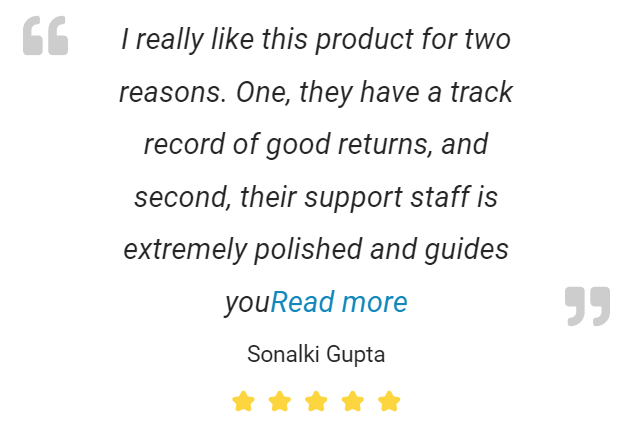 I really like this product for two
reasons. One, they have a track
record of good returns, and
second, their support staff is
extremely polished and guides
youRead more
Sonalki Gupta